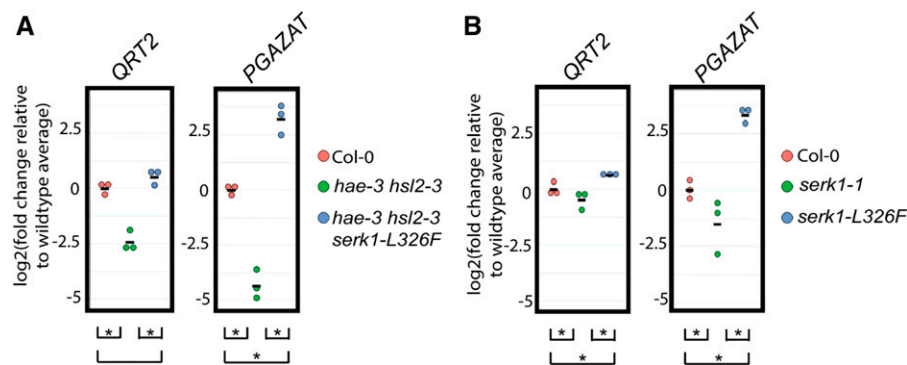 A
QRT2
PGAZAT
log2(fold change relative
to wildtype average)
2.5
0
-2.5
-5
2.5
0
-2.5
-5
Col-0
hae-3 hsl2-3
hae-3 hsl2-3
serk1-L326F
*
*
*
*
*
B
QRT2
PGAZAT
log2(fold change relative
to wildtype average)
2.5
0
-2.5
-5
2.5
0
-2.5
-5
Col-0
serk1-1
serk1-L326F
*
*
*
*
*
*